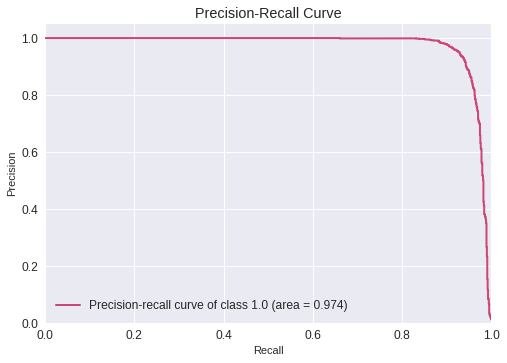 Precision-Recall Curve
1.0
0.8
0.6
0.4
0.2
0.0
Precision
Precision-recall curve of class 1.0 (area = 0.974)
0.0 0.2 0.4 0.6 0.8 1.0
Recall